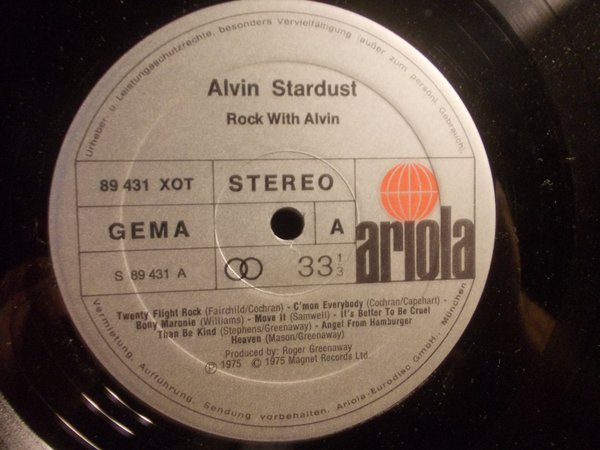 Urheber- u. Leistungsschutzrechte, besonders Vervielfältigung (außer zum persönl. Gebrauch),
Alvin Stardust
Rock With Alvin
89 431 XOT
STEREO
GEMA
A
ariola
S 89 431 A
33 1/3
Twenty Flight Rock (Fairchild/Cochran) - C'mon Everybody (Cochran/Capehart) -
Bony Maronie (Williams) - Move It (Samwell) - It's Better To Be Cruel
Than Be Kind (Stephens/Greenaway) - Angel From Hamburger
Heaven (Mason/Greenaway)
Produced by: Roger Greenaway
Ⓟ 1975 © 1975 Magnet Records Ltd.
Vermietung, Aufführung, Sendung vorbehalten. Ariola-Eurodisc GmbH, München